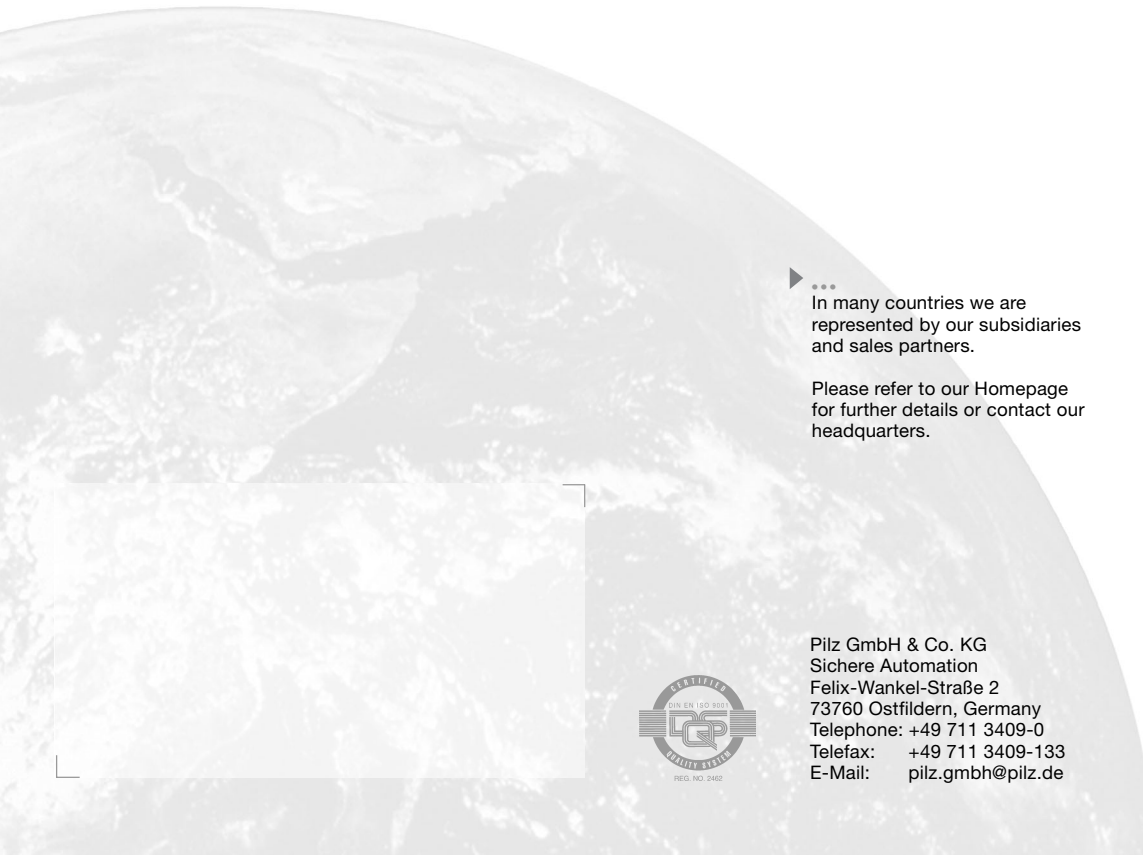 ...
In many countries we are
represented by our subsidiaries
and sales partners.
Please refer to our Homepage
for further details or contact our
headquarters.
CERTIFIED
DIN EN ISO 9001
DQS
QUALITY SYSTEM
REG. NO. 2462
Pilz GmbH & Co. KG
Sichere Automation
Felix-Wankel-Straße 2
73760 Ostfildern, Germany
Telephone: +49 711 3409-0
Telefax: +49 711 3409-133
E-Mail: pilz.gmbh@pilz.de